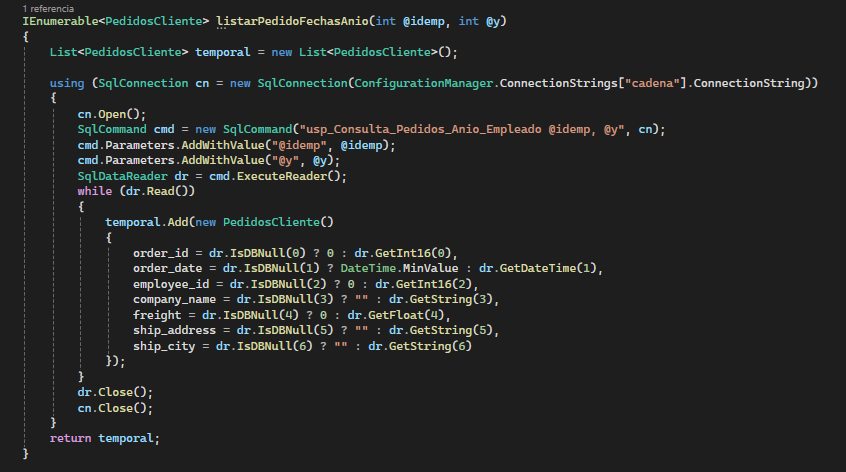 1 referencia
IEnumerable<PedidosCliente> listarPedidoFechasAnio(int @idemp, int @y)
{
    List<PedidosCliente> temporal = new List<PedidosCliente>();
    using (SqlConnection cn = new SqlConnection(ConfigurationManager.ConnectionStrings["cadena"].ConnectionString))
    {
        cn.Open();
        SqlCommand cmd = new SqlCommand("usp_Consulta_Pedidos_Anio_Empleado @idemp, @y", cn);
        cmd.Parameters.AddWithValue("@idemp", @idemp);
        cmd.Parameters.AddWithValue("@y", @y);
        SqlDataReader dr = cmd.ExecuteReader();
        while (dr.Read())
        {
            temporal.Add(new PedidosCliente()
            {
                order_id = dr.IsDBNull(0) ? 0 : dr.GetInt16(0),
                order_date = dr.IsDBNull(1) ? DateTime.MinValue : dr.GetDateTime(1),
                employee_id = dr.IsDBNull(2) ? 0 : dr.GetInt16(2),
                company_name = dr.IsDBNull(3) ? "" : dr.GetString(3),
                freight = dr.IsDBNull(4) ? 0 : dr.GetFloat(4),
                ship_address = dr.IsDBNull(5) ? "" : dr.GetString(5),
                ship_city = dr.IsDBNull(6) ? "" : dr.GetString(6)
            });
        }
        dr.Close();
        cn.Close();
    }
    return temporal;
}